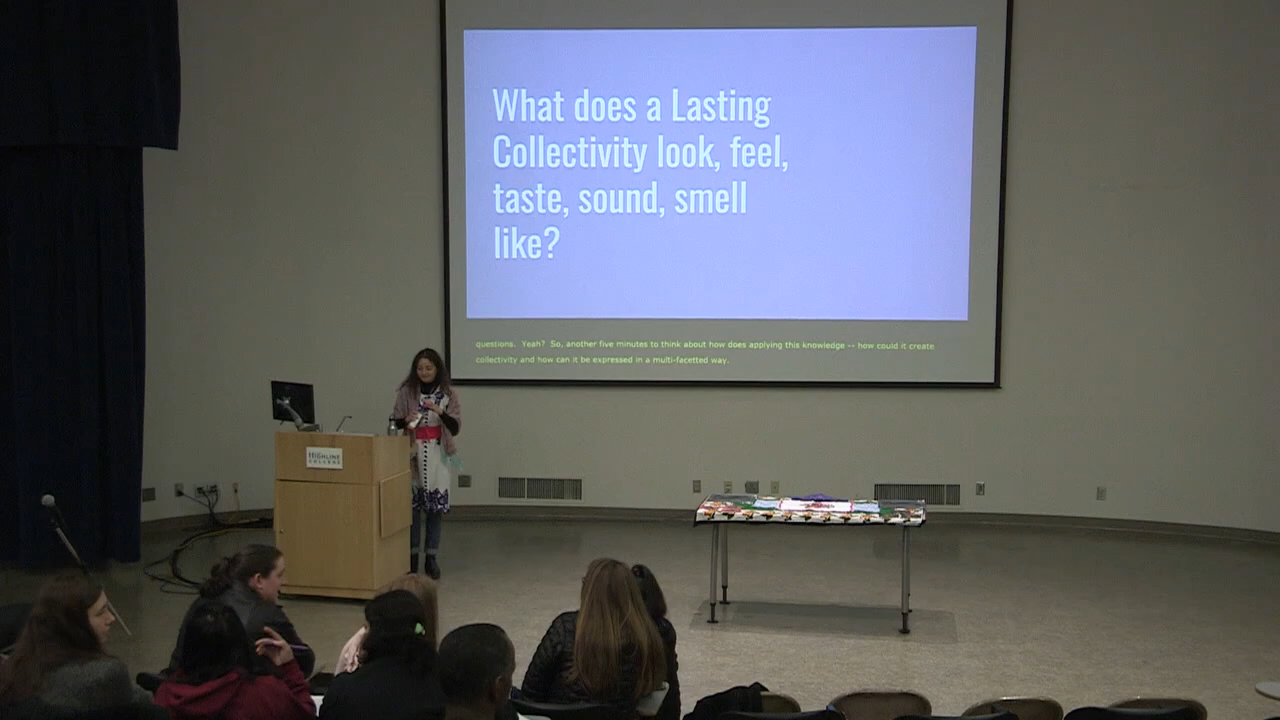 What does a Lasting
Collectivity look, feel,
taste, sound, smell
like?
questions.  Yeah?  So, another five minutes to think about how does applying this knowledge -- how could it create
collectivity and how can it be expressed in a multi-facetted way.
HIGHLINE
COLLEGE